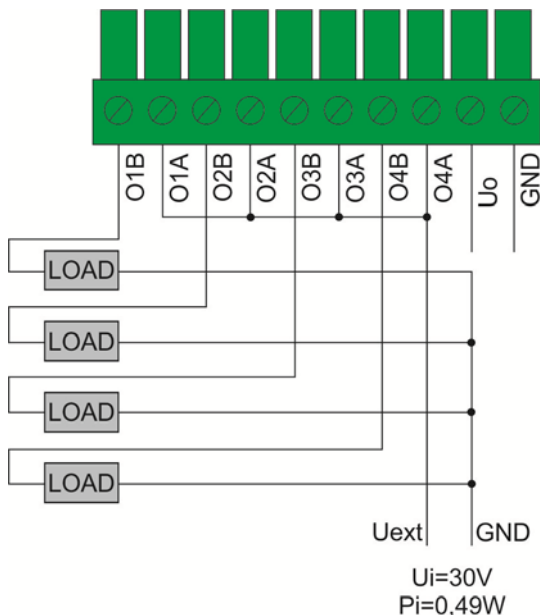 O1B
O1A
O2B
O2A
O3B
O3A
O4B
O4A
Uo
GND
LOAD
LOAD
LOAD
LOAD
Uext
GND
Ui=30V
Pi=0,49W